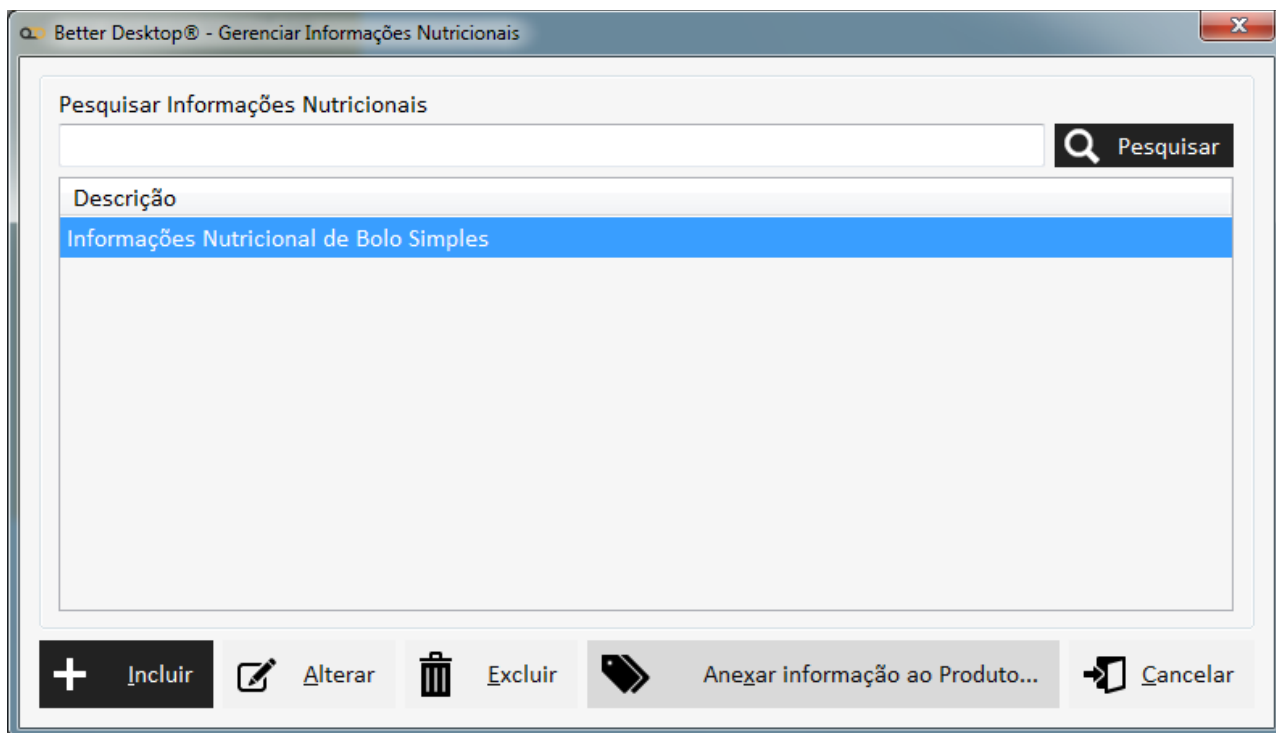 Better Desktop® - Gerenciar Informações Nutricionais
Pesquisar Informações Nutricionais
Pesquisar
Descrição
Informações Nutricional de Bolo Simples
Incluir Alterar Excluir Anexar informação ao Produto... Cancelar